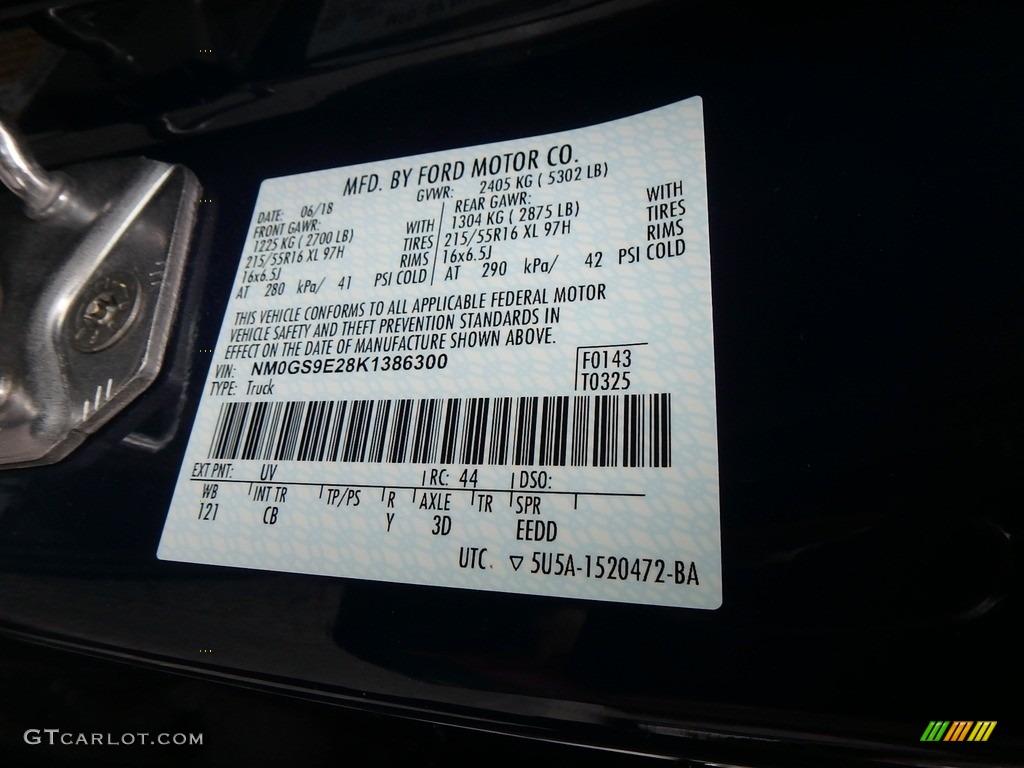 MFD. BY FORD MOTOR CO.
DATE: 06/18 GVWR: 2405 KG ( 5302 LB)
FRONT GAWR: REAR GAWR:
1225 KG ( 2700 LB) WITH 1304 KG ( 2875 LB) WITH
215/55R16 XL 97H TIRES 215/55R16 XL 97H TIRES
16x6.5J RIMS 16x6.5J RIMS
AT 280 kPa/ 41 PSI COLD AT 290 kPa/ 42 PSI COLD
THIS VEHICLE CONFORMS TO ALL APPLICABLE FEDERAL MOTOR
VEHICLE SAFETY AND THEFT PREVENTION STANDARDS IN
EFFECT ON THE DATE OF MANUFACTURE SHOWN ABOVE.
VIN: NM0GS9E28K1386300 F0143
TYPE: Truck T0325
EXT PNT: UV RC: 44 DSO:
WB INT TR TP/PS R AXLE TR SPR
121 CB Y 3D EEDD
UTC ▽ 5U5A-1520472-BA
GTCARLOT.COM